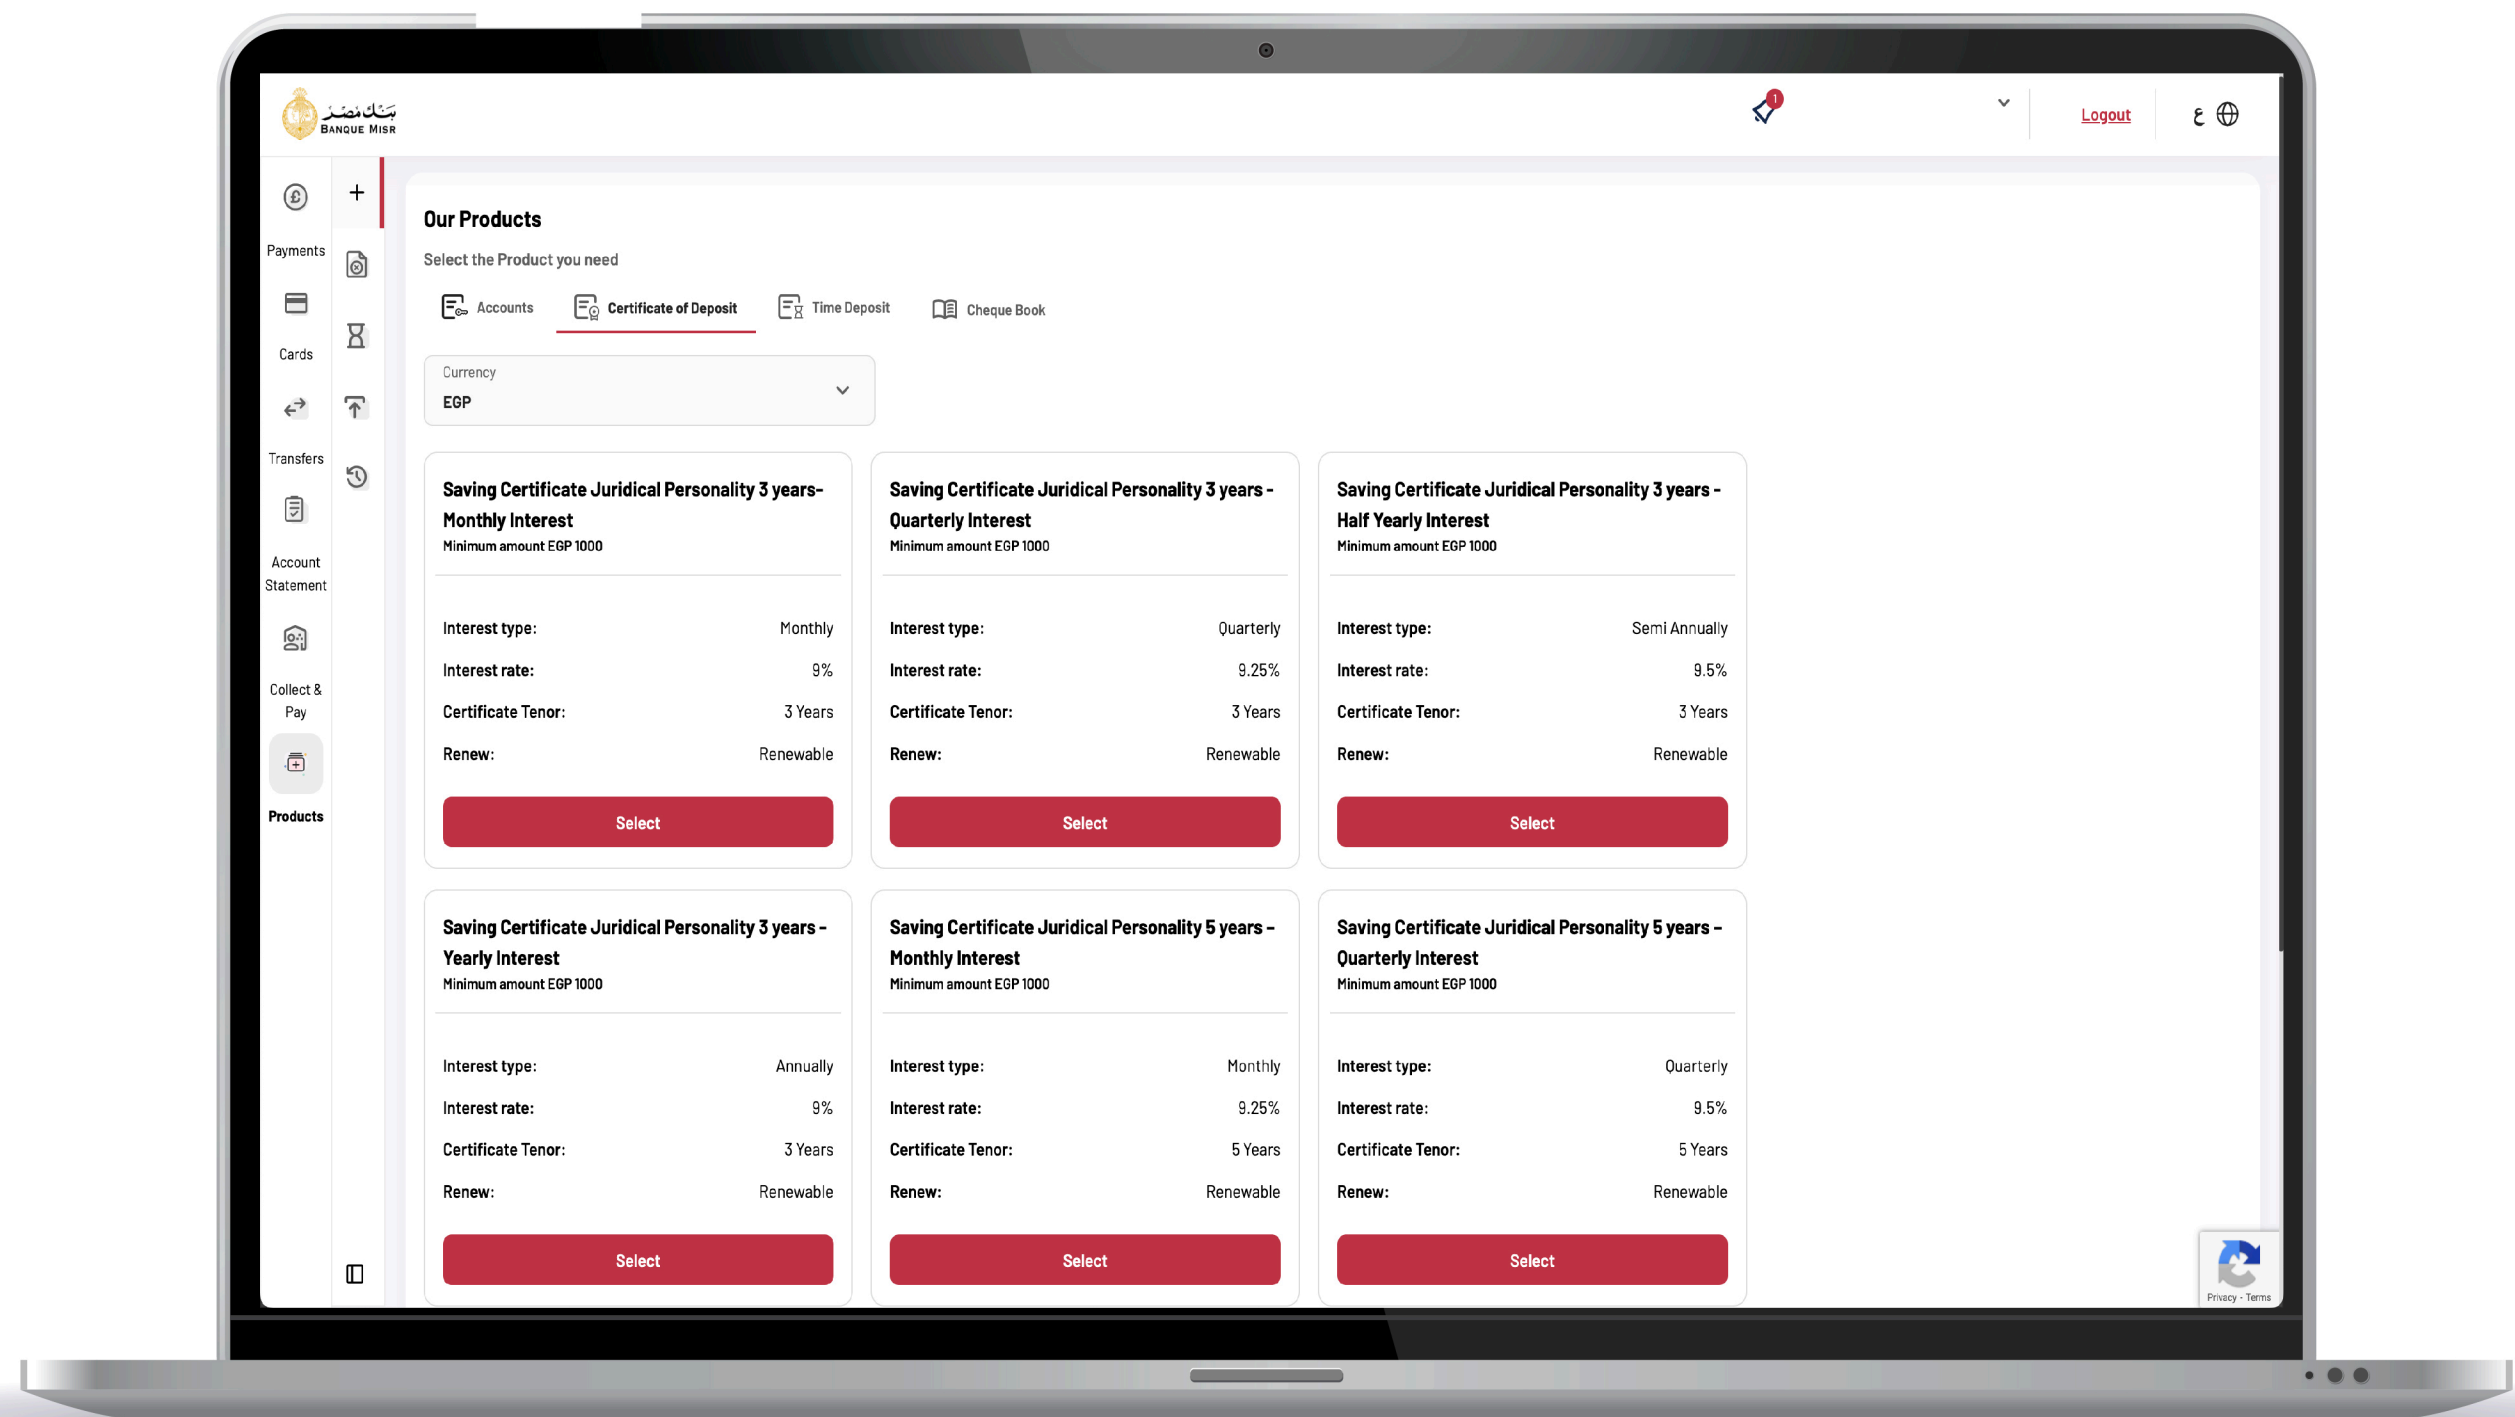 بنك مصر
BANQUE MISR
1
Logout
ع
Payments
Cards
Transfers
Account
Statement
Collect &
Pay
Products
Our Products
Select the Product you need
Accounts
Certificate of Deposit
Time Deposit
Cheque Book
Currency
EGP
Saving Certificate Juridical Personality 3 years-
Monthly Interest
Minimum amount EGP 1000
Interest type: Monthly
Interest rate: 9%
Certificate Tenor: 3 Years
Renew: Renewable
Select
Saving Certificate Juridical Personality 3 years -
Quarterly Interest
Minimum amount EGP 1000
Interest type: Quarterly
Interest rate: 9.25%
Certificate Tenor: 3 Years
Renew: Renewable
Select
Saving Certificate Juridical Personality 3 years -
Half Yearly Interest
Minimum amount EGP 1000
Interest type: Semi Annually
Interest rate: 9.5%
Certificate Tenor: 3 Years
Renew: Renewable
Select
Saving Certificate Juridical Personality 3 years –
Yearly Interest
Minimum amount EGP 1000
Interest type: Annually
Interest rate: 9%
Certificate Tenor: 3 Years
Renew: Renewable
Select
Saving Certificate Juridical Personality 5 years –
Monthly Interest
Minimum amount EGP 1000
Interest type: Monthly
Interest rate: 9.25%
Certificate Tenor: 5 Years
Renew: Renewable
Select
Saving Certificate Juridical Personality 5 years –
Quarterly Interest
Minimum amount EGP 1000
Interest type: Quarterly
Interest rate: 9.5%
Certificate Tenor: 5 Years
Renew: Renewable
Select
Privacy - Terms